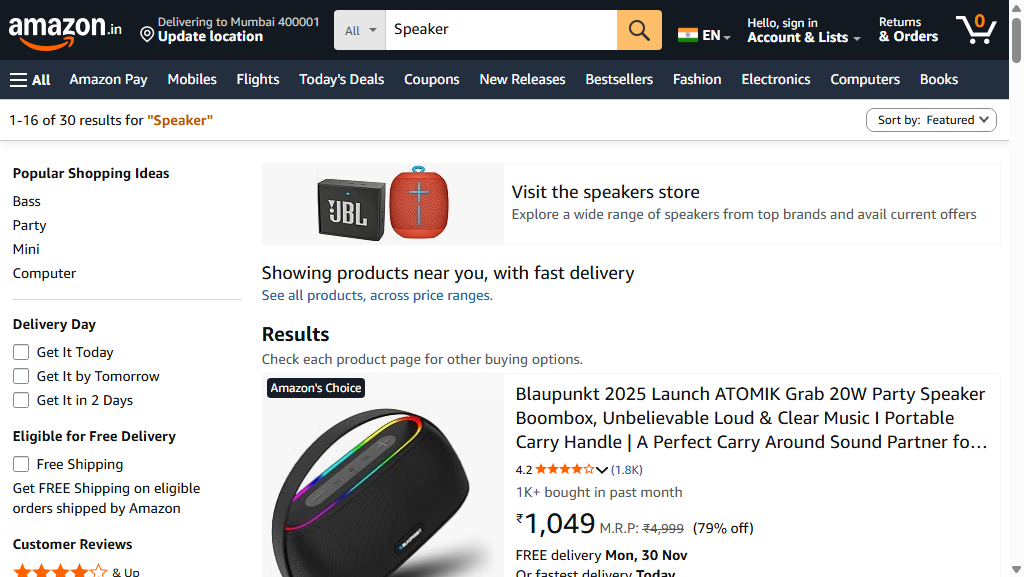 amazon.in
Delivering to Mumbai 400001
Update location
All
Speaker
EN
Hello, sign in
Account & Lists
Returns
& Orders
0
All
Amazon Pay
Mobiles
Flights
Today's Deals
Coupons
New Releases
Bestsellers
Fashion
Electronics
Computers
Books
1-16 of 30 results for "Speaker"
Sort by: Featured
Popular Shopping Ideas
Bass
Party
Mini
Computer
Delivery Day
Get It Today
Get It by Tomorrow
Get It in 2 Days
Eligible for Free Delivery
Free Shipping
Get FREE Shipping on eligible
orders shipped by Amazon
Customer Reviews
& Up
JBL
Visit the speakers store
Explore a wide range of speakers from top brands and avail current offers
Showing products near you, with fast delivery
See all products, across price ranges.
Results
Check each product page for other buying options.
Amazon's Choice
BLAUPUNKT
Blaupunkt 2025 Launch ATOMIK Grab 20W Party Speaker
Boombox, Unbelievable Loud & Clear Music I Portable
Carry Handle | A Perfect Carry Around Sound Partner fo…
4.2 (1.8K)
1K+ bought in past month
₹1,049 M.R.P: ₹4,999 (79% off)
FREE delivery Mon, 30 Nov
Or fastest delivery Today